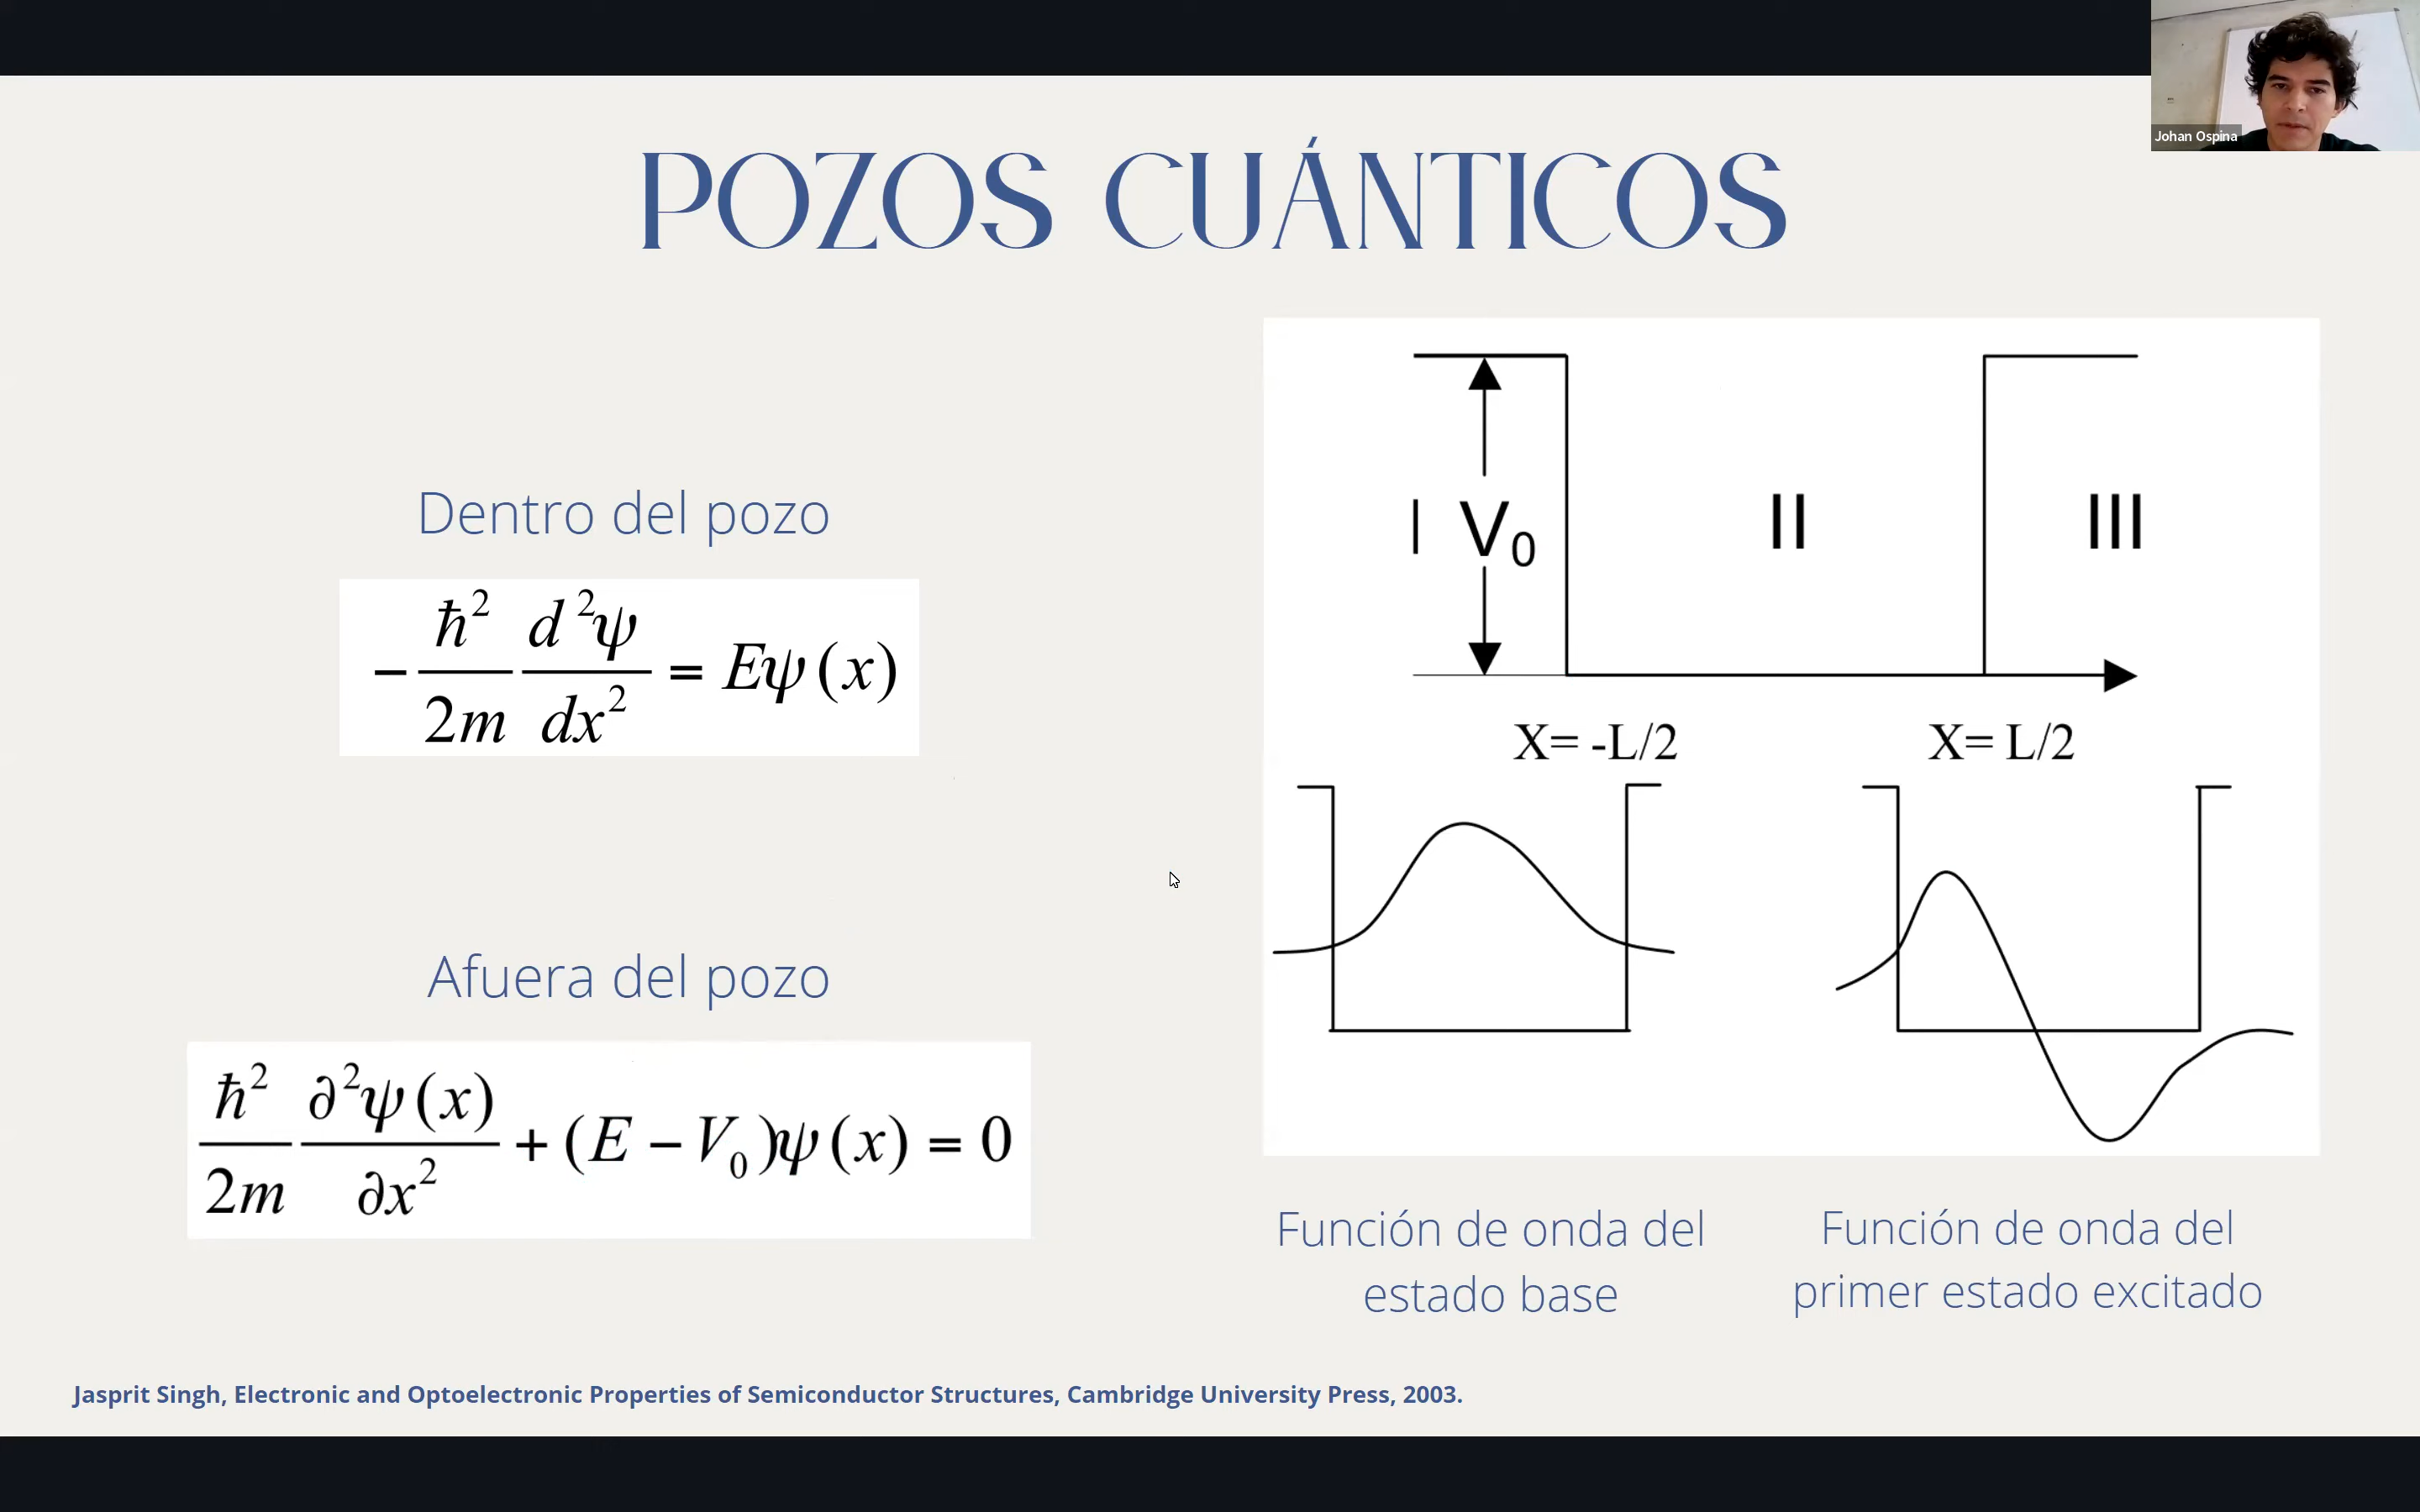 Johan Ospina
POZOS CUÁNTICOS
Dentro del pozo
−ħ²/2m d²ψ/dx² = Eψ(x)
Afuera del pozo
ħ²/2m ∂²ψ(x)/∂x² + (E − V₀)ψ(x) = 0
I V₀ II III
X= -L/2 X= L/2
Función de onda del
estado base
Función de onda del
primer estado excitado
Jasprit Singh, Electronic and Optoelectronic Properties of Semiconductor Structures, Cambridge University Press, 2003.